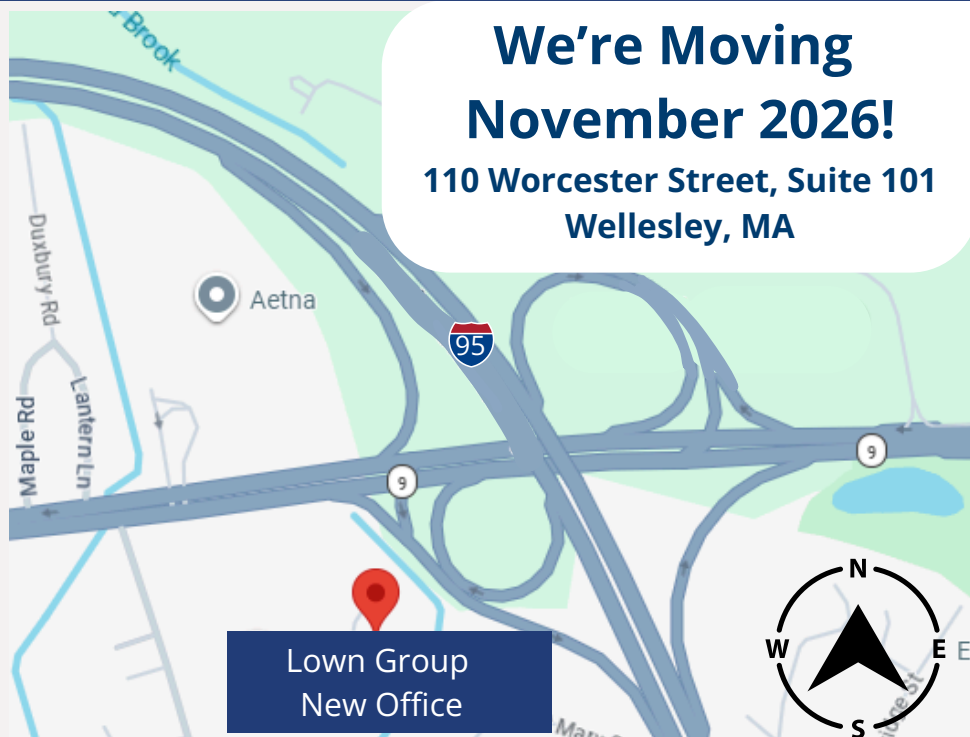 Brook
We’re Moving
November 2026!
110 Worcester Street, Suite 101
Wellesley, MA
Duxbury Rd
Aetna
95
Maple Rd
Lantern Ln
9
9
N
W
E
E
S
Lown Group
New Office